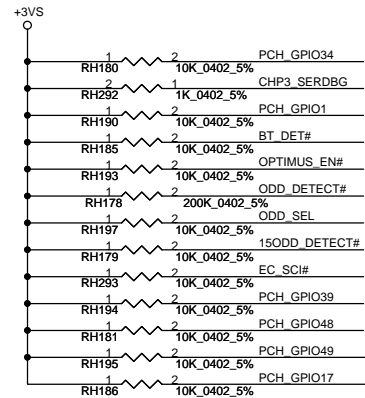 +3VS
1 2 PCH_GPIO34
RH180 10K_0402_5%
2 1 CHP3_SERDBG
RH292 1K_0402_5%
1 2 PCH_GPIO1
RH190 10K_0402_5%
1 2 BT_DET#
RH185 10K_0402_5%
1 2 OPTIMUS_EN#
RH193 10K_0402_5%
1 2 ODD_DETECT#
RH178 200K_0402_5%
1 2 ODD_SEL
RH197 10K_0402_5%
1 2 15ODD_DETECT#
RH179 10K_0402_5%
1 2 EC_SCI#
RH293 10K_0402_5%
1 2 PCH_GPIO39
RH194 10K_0402_5%
1 2 PCH_GPIO48
RH181 10K_0402_5%
1 2 PCH_GPIO49
RH195 10K_0402_5%
1 2 PCH_GPIO17
RH186 10K_0402_5%